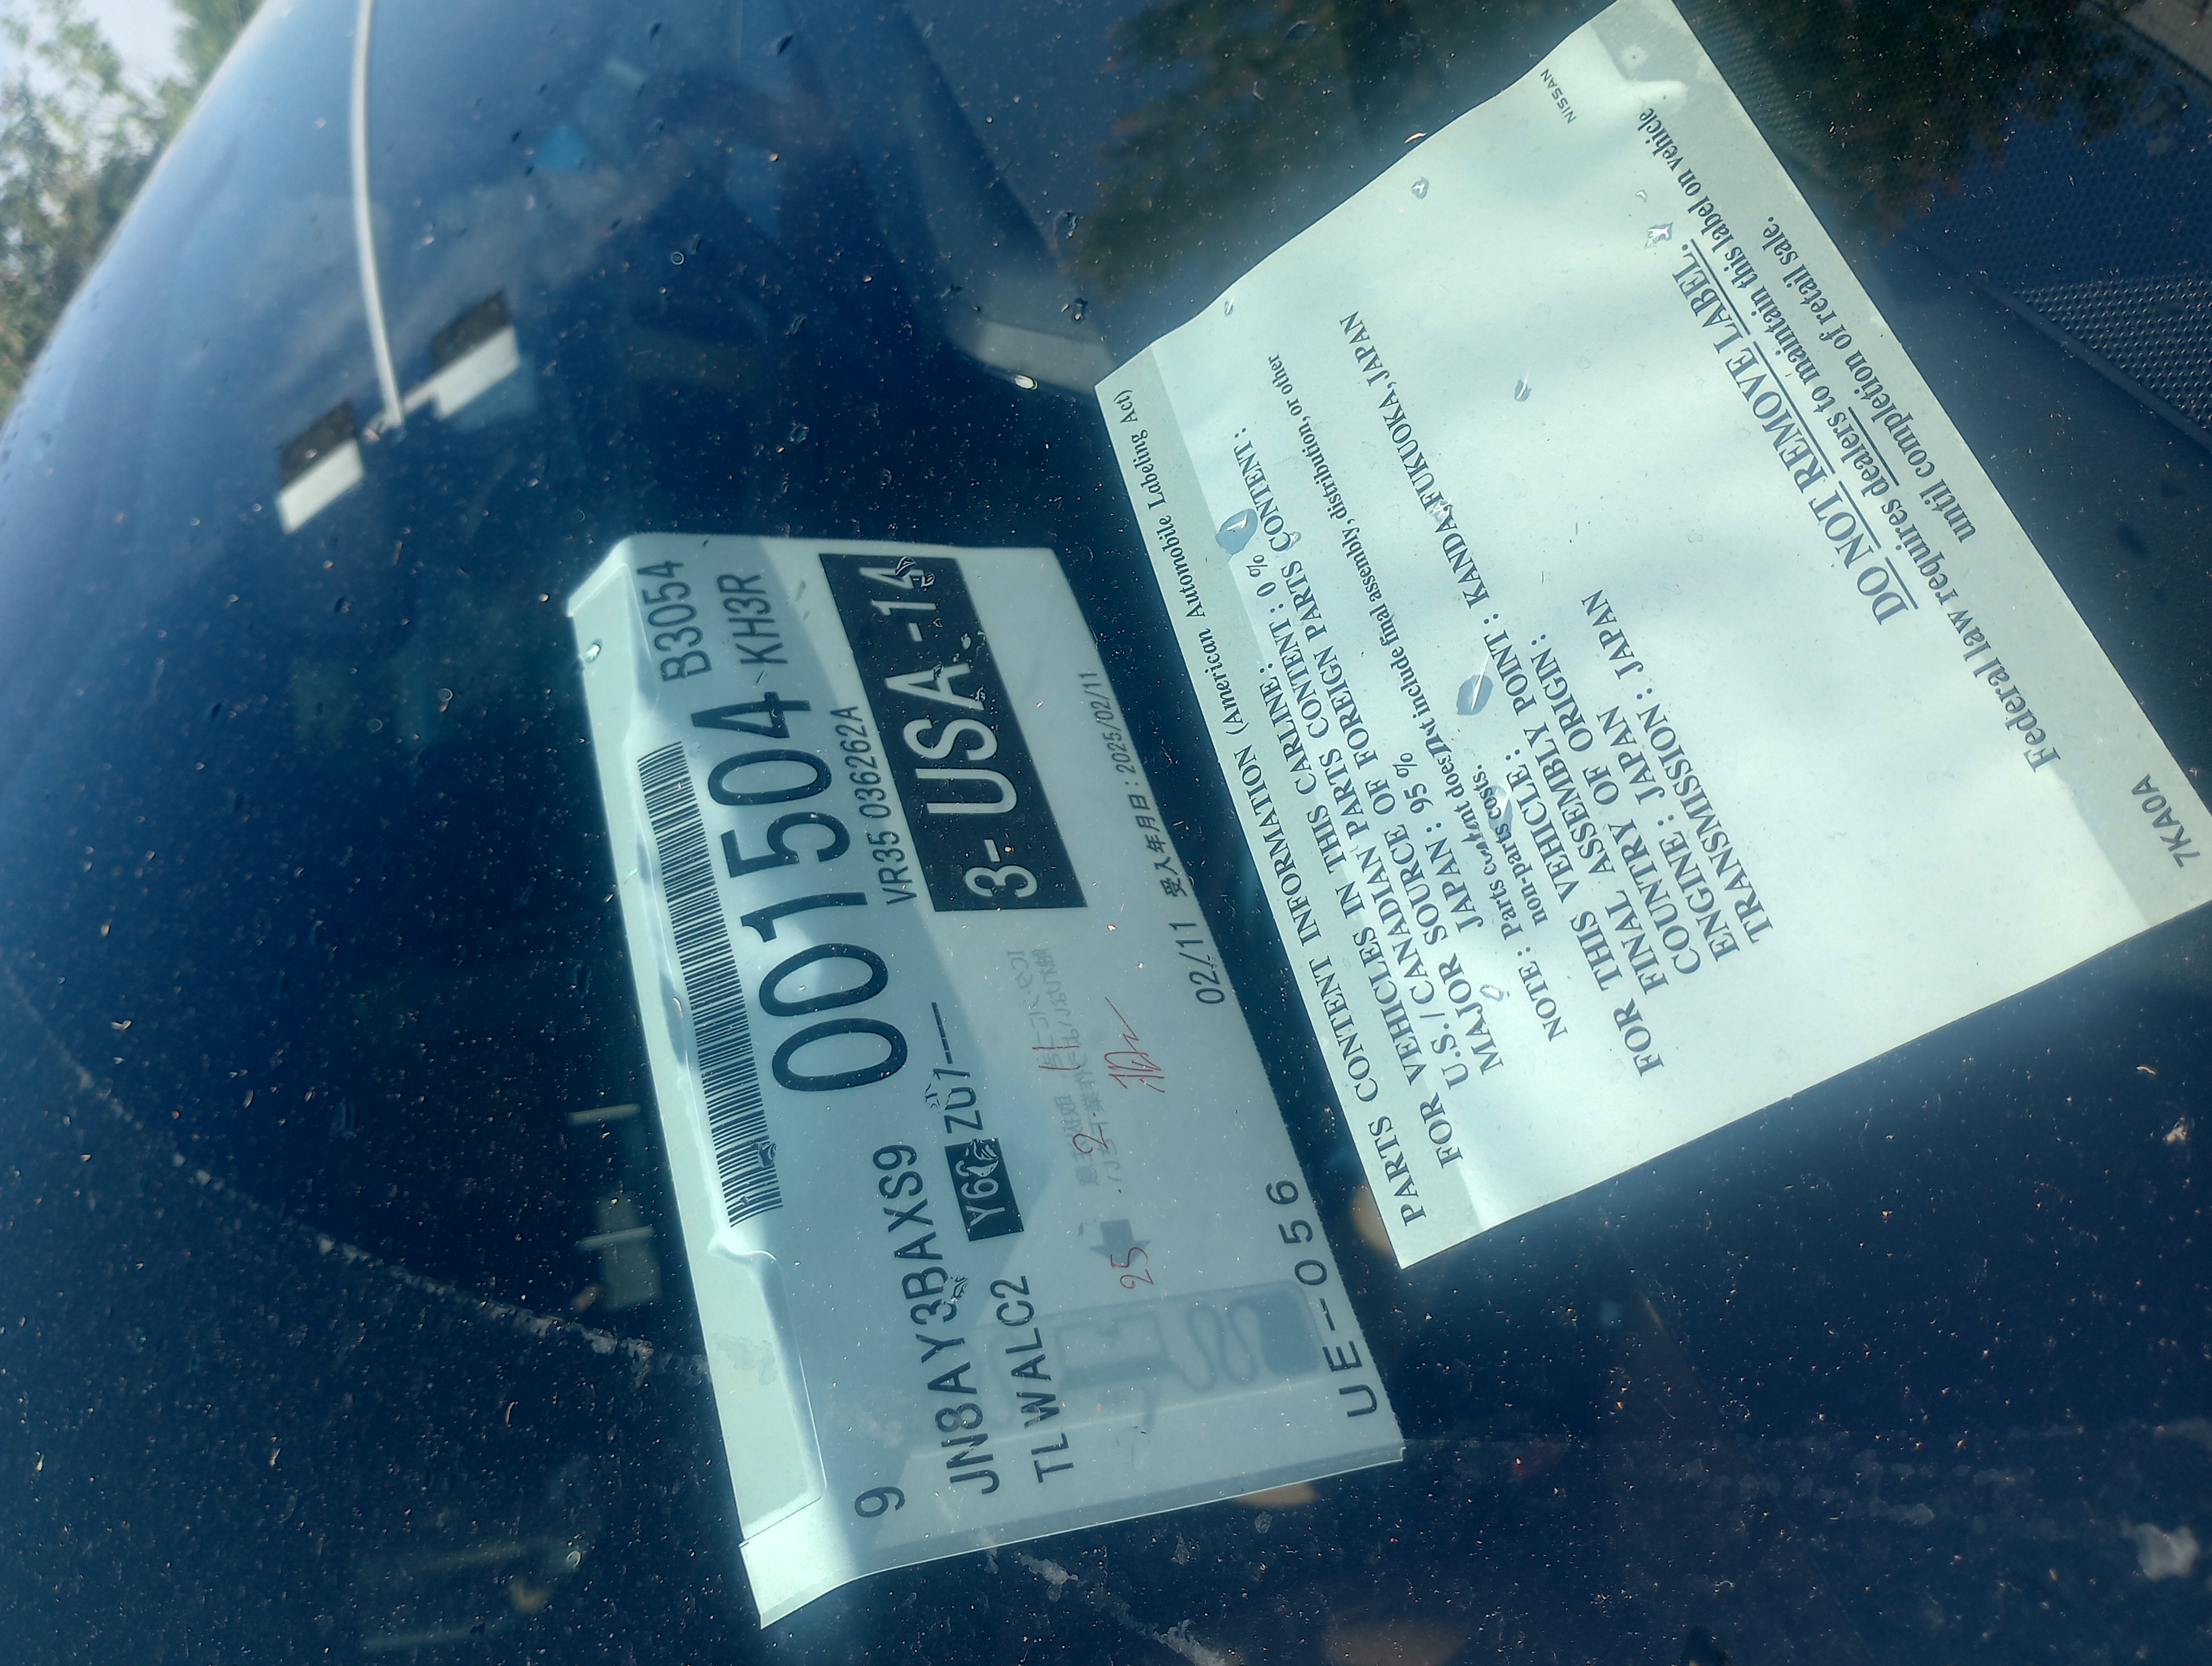 B3054
001504 KH3R
VR35 036262A
9
JN8AY3BAXS9
3-USA-14
TLWALC2
25 2
02/11 受入年月日:2025/02/11
UE-056
PARTS CONTENT INFORMATION (American Automobile Labeling Act)
FOR VEHICLES IN THIS CARLINE:
U.S./CANADIAN PARTS CONTENT: 0 %
MAJOR SOURCE OF FOREIGN PARTS CONTENT:
JAPAN: 95 %
NOTE: Parts content does not include final assembly, distribution, or other
non-parts costs.
FOR THIS VEHICLE:
FINAL ASSEMBLY POINT: KANDA, FUKUOKA, JAPAN
COUNTRY OF ORIGIN:
ENGINE: JAPAN
TRANSMISSION: JAPAN
DO NOT REMOVE LABEL.
Federal law requires dealers to maintain this label on vehicle
until completion of retail sale.
7KA0A
NISSAN